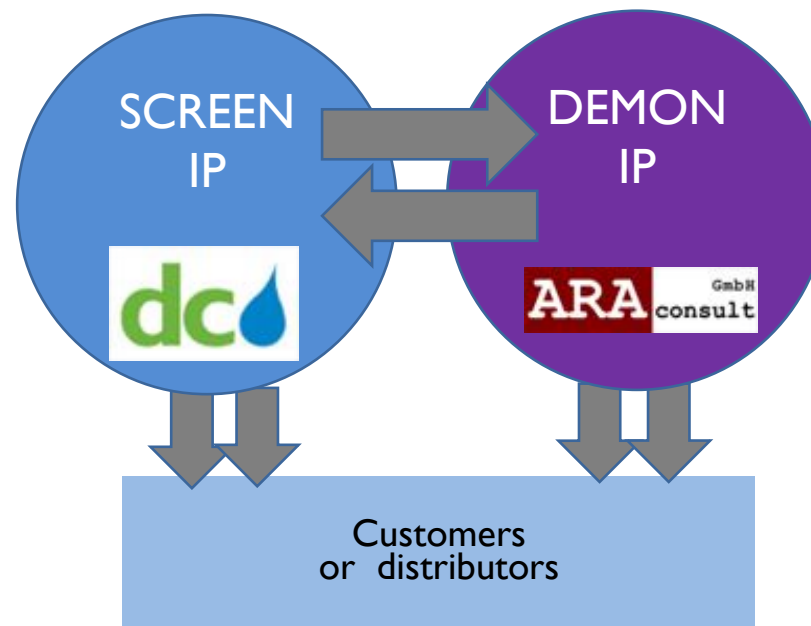 SCREEN
IP
DEMON
IP
dc
ARA
GmbH
consult
Customers
or distributors